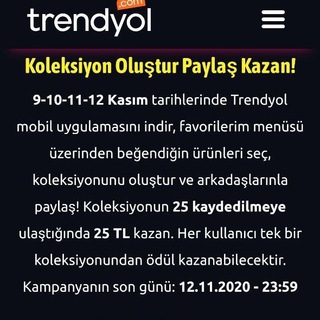 trendyol
.com
Koleksiyon Oluştur Paylaş Kazan!
9-10-11-12 Kasım tarihlerinde Trendyol
mobil uygulamasını indir, favorilerim menüsü
üzerinden beğendiğin ürünleri seç,
koleksiyonunu oluştur ve arkadaşlarınla
paylaş! Koleksiyonun 25 kaydedilmeye
ulaştığında 25 TL kazan. Her kullanıcı tek bir
koleksiyonundan ödül kazanabilecektir.
Kampanyanın son günü: 12.11.2020 - 23:59